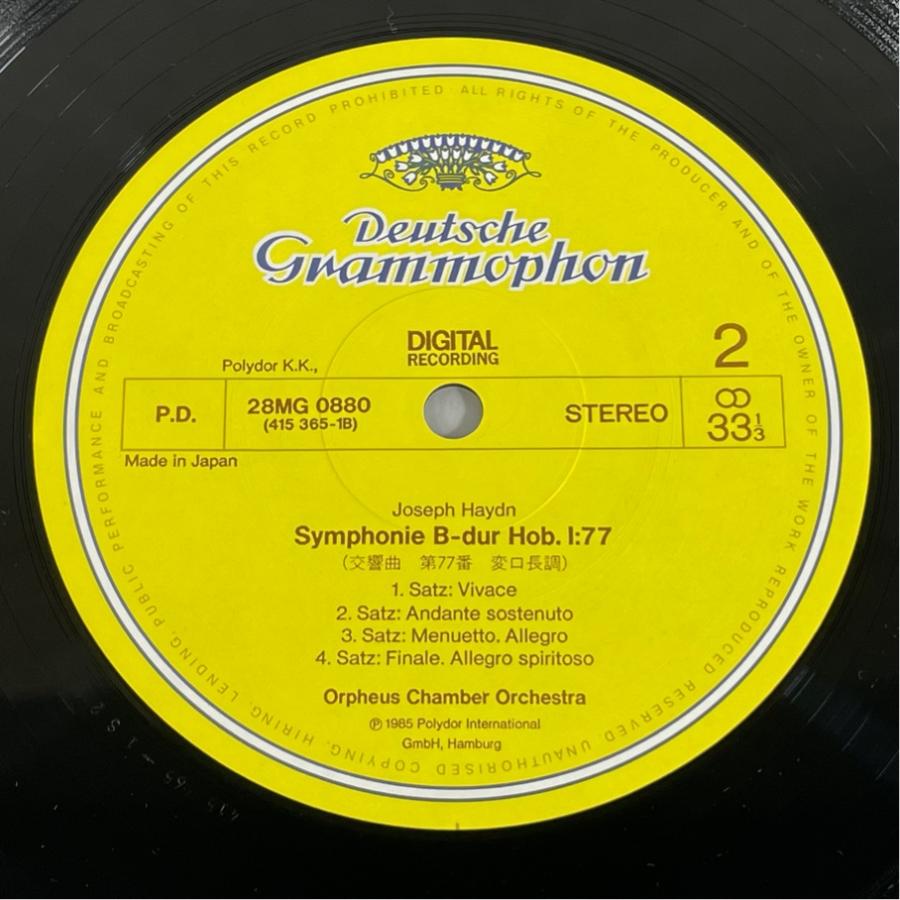 ALL RIGHTS OF THE PRODUCER AND OF THE OWNER OF THE WORK REPRODUCED RESERVED. UNAUTHORISED COPYING, HIRING, LENDING, PUBLIC PERFORMANCE AND BROADCASTING OF THIS RECORD PROHIBITED·
Deutsche
Grammophon
DIGITAL
RECORDING
2
Polydor K.K.,
P.D.
28MG 0880
(415 365-1B)
STEREO
33 1/3
Made in Japan
Joseph Haydn
Symphonie B-dur Hob. I:77
(交響曲 第77番 変ロ長調)
1. Satz: Vivace
2. Satz: Andante sostenuto
3. Satz: Menuetto. Allegro
4. Satz: Finale. Allegro spiritoso
Orpheus Chamber Orchestra
℗ 1985 Polydor International
GmbH, Hamburg